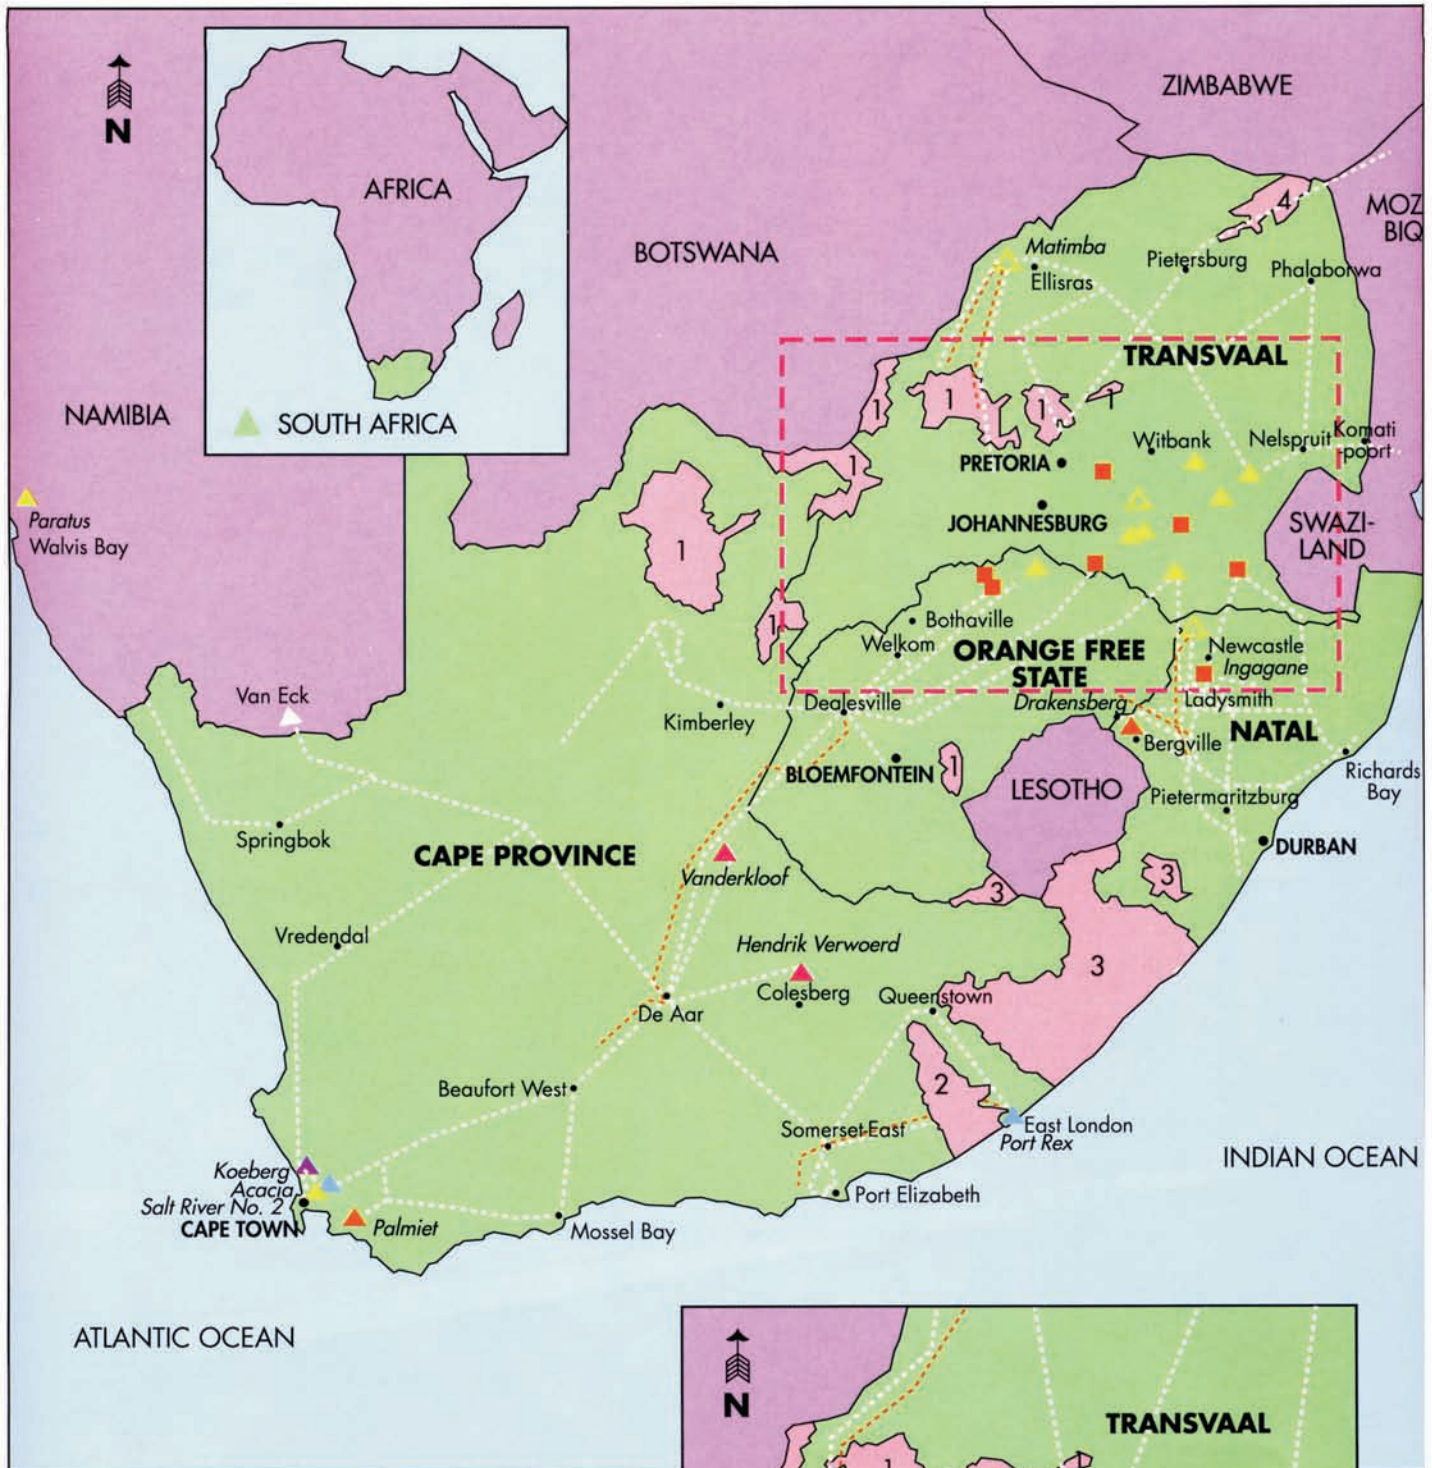 ZIMBABWE
N
AFRICA
MOZ
BIQ
4
BOTSWANA
Matimba
Ellisras
Pietersburg
Phalaborwa
TRANSVAAL
NAMIBIA
SOUTH AFRICA
1
1
1
1
Witbank
Nelspruit
Komati
-poort
PRETORIA
1
Paratus
Walvis Bay
JOHANNESBURG
SWAZI-
LAND
1
1
Bothaville
Welkom
ORANGE FREE
STATE
Newcastle
Ingagane
Van Eck
Kimberley
Dealesville
Drakensberg
Ladysmith
NATAL
Bergville
BLOEMFONTEIN
1
LESOTHO
Richards
Bay
Pietermaritzburg
Springbok
CAPE PROVINCE
DURBAN
Vanderkloof
3
3
Vredendal
Hendrik Verwoerd
3
Colesberg
Queenstown
De Aar
Beaufort West
2
Somerset East
East London
Port Rex
INDIAN OCEAN
Koeberg
Acacia
Salt River No. 2
CAPE TOWN
Palmiet
Port Elizabeth
Mossel Bay
ATLANTIC OCEAN
N
TRANSVAAL
1